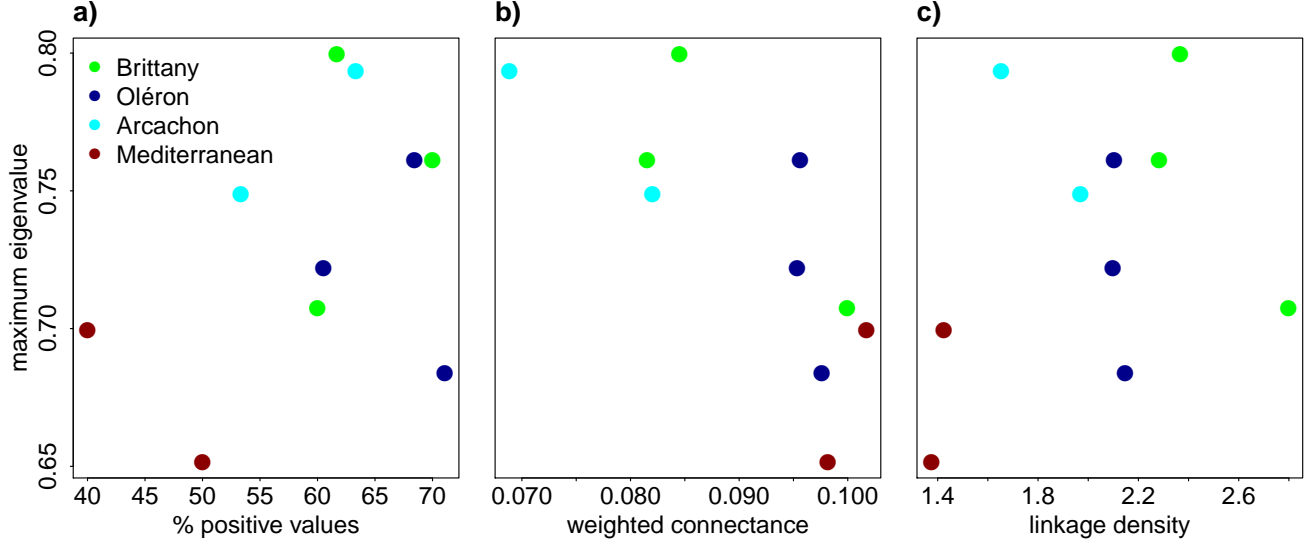 a)
b)
c)
maximum eigenvalue
0.80
0.75
0.70
0.65
Brittany
Oléron
Arcachon
Mediterranean
40 45 50 55 60 65 70
% positive values
0.070 0.080 0.090 0.100
weighted connectance
1.4 1.8 2.2 2.6
linkage density